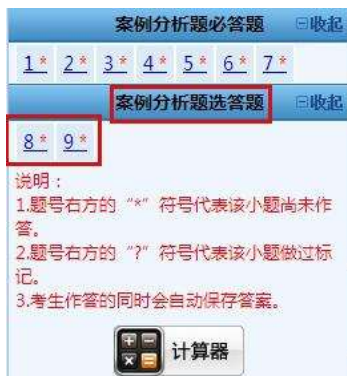 案例分析题必答题 收起
1* 2* 3* 4* 5* 6* 7*
案例分析题选答题 收起
8* 9*
说明：
1.题号右方的“*”符号代表该小题尚未作
答。
2.题号右方的“?”符号代表该小题做过标
记。
3.考生作答的同时会自动保存答案。
计算器